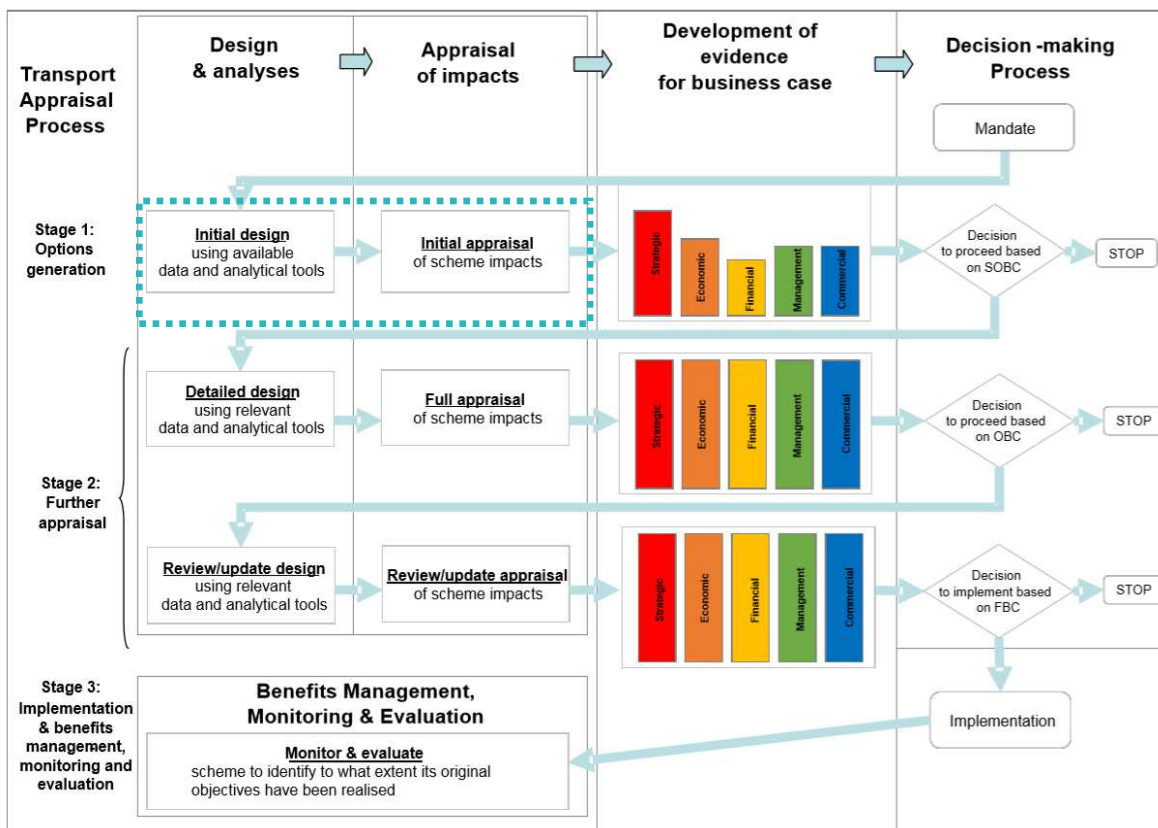 Transport
Appraisal
Process
Design
& analyses
Appraisal
of impacts
Development of
evidence
for business case
Decision -making
Process
Mandate
Stage 1:
Options
generation
Initial design
using available
data and analytical tools
Initial appraisal
of scheme impacts
Strategic
Economic
Financial
Management
Commercial
Decision
to proceed based
on SOBC
STOP
Stage 2:
Further
appraisal
Detailed design
using relevant
data and analytical tools
Full appraisal
of scheme impacts
Strategic
Economic
Financial
Management
Commercial
Decision
to proceed based
on OBC
STOP
Review/update design
using relevant
data and analytical tools
Review/update appraisal
of scheme impacts
Strategic
Economic
Financial
Management
Commercial
Decision
to implement based
on FBC
STOP
Stage 3:
Implementation
& benefits
management,
monitoring and
evaluation
Benefits Management,
Monitoring & Evaluation
Monitor & evaluate
scheme to identify to what extent its original
objectives have been realised
Implementation